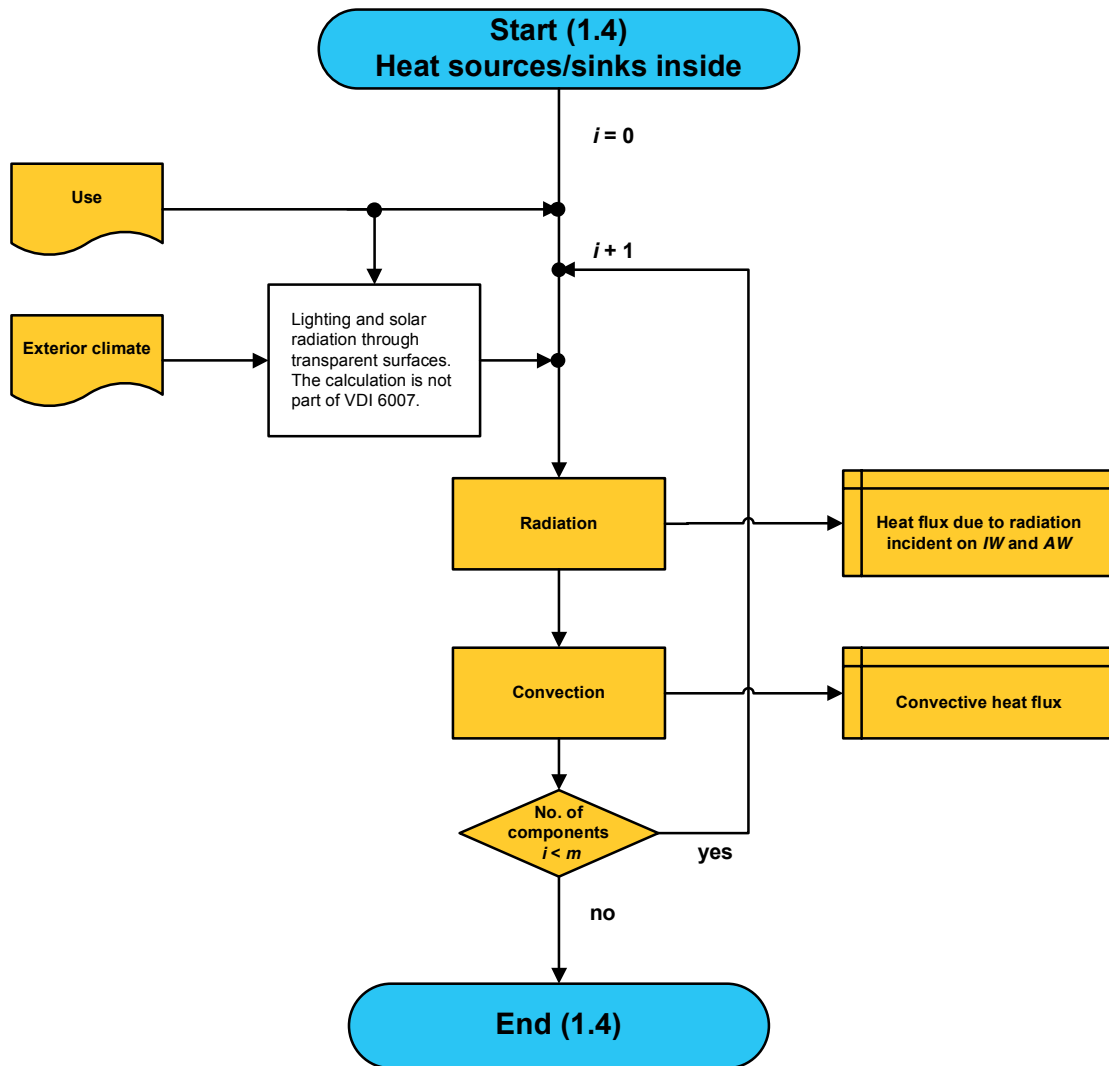 Start (1.4)
Heat sources/sinks inside
i = 0
Use
i + 1
Lighting and solar
radiation through
transparent surfaces.
The calculation is not
part of VDI 6007.
Exterior climate
Radiation
Heat flux due to radiation
incident on IW and AW
Convection
Convective heat flux
No. of
components
i < m
yes
no
End (1.4)